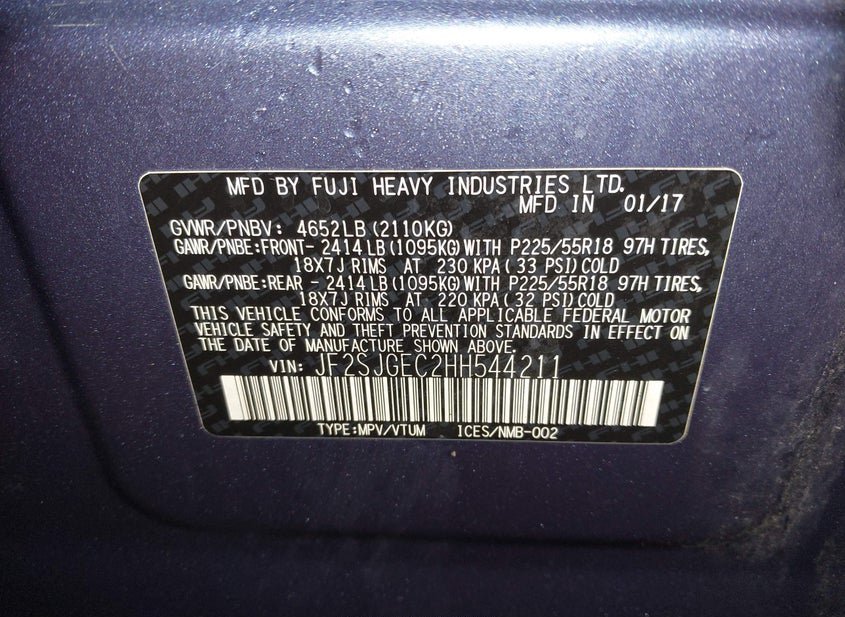 MFD BY FUJI HEAVY INDUSTRIES LTD.
MFD IN 01/17
GVWR/PNBV: 4652LB (2110KG)
GAWR/PNBE:FRONT- 2414LB (1095KG) WITH P225/55R18 97H TIRES,
18X7J RIMS AT 230 KPA ( 33 PSI) COLD
GAWR/PNBE:REAR - 2414LB (1095KG) WITH P225/55R18 97H TIRES,
18X7J RIMS AT 220 KPA ( 32 PSI) COLD
THIS VEHICLE CONFORMS TO ALL APPLICABLE FEDERAL MOTOR
VEHICLE SAFETY AND THEFT PREVENTION STANDARDS IN EFFECT ON
THE DATE OF MANUFACTURE SHOWN ABOVE.
VIN: JF2SJGEC2HH544211
TYPE:MPV/VTUM ICES/NMB-002